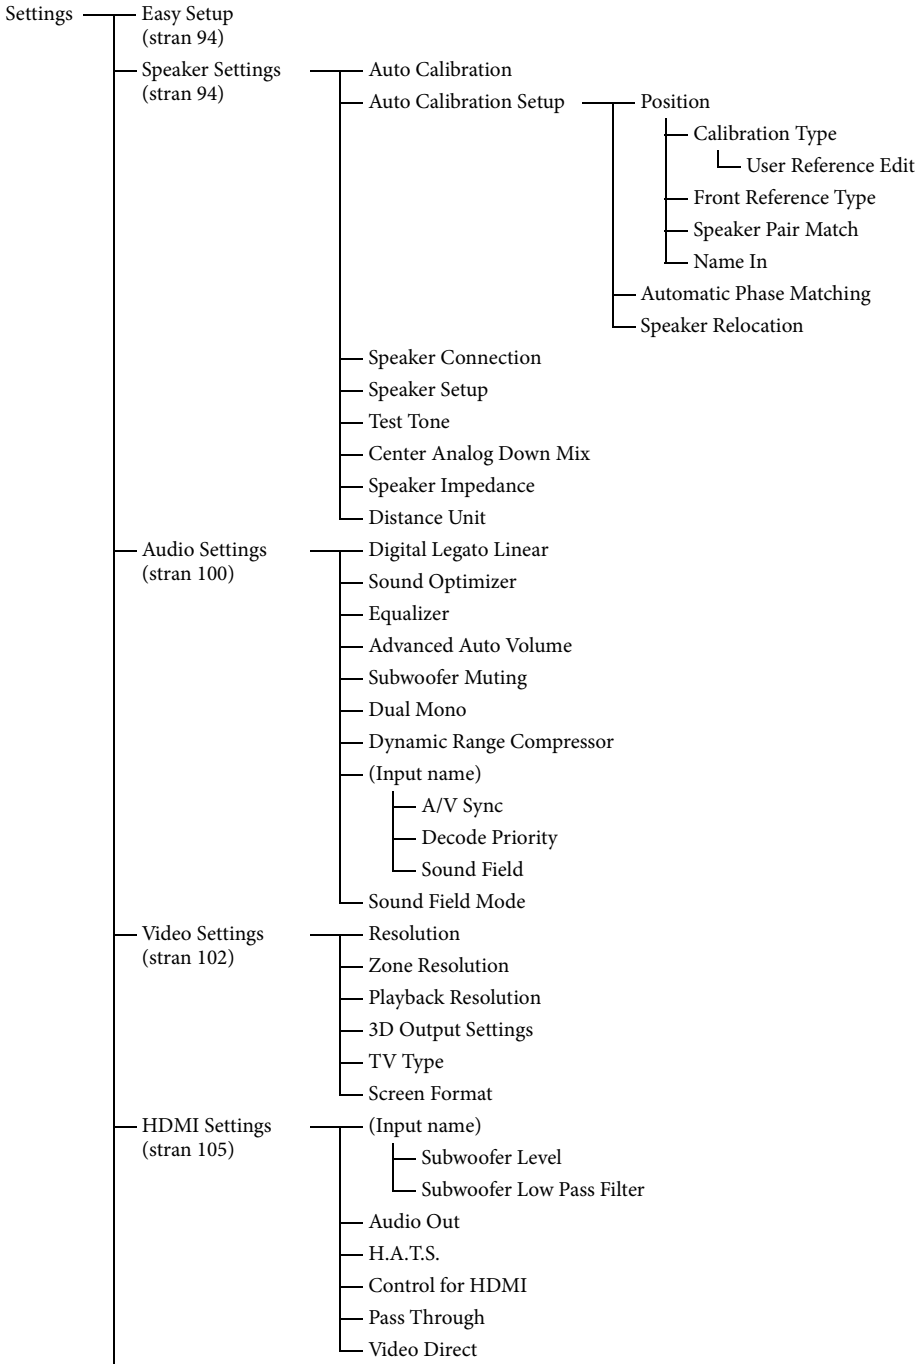 Settings
Easy Setup
(stran 94)
Speaker Settings
(stran 94)
Auto Calibration
Auto Calibration Setup
Position
Calibration Type
User Reference Edit
Front Reference Type
Speaker Pair Match
Name In
Automatic Phase Matching
Speaker Relocation
Speaker Connection
Speaker Setup
Test Tone
Center Analog Down Mix
Speaker Impedance
Distance Unit
Audio Settings
(stran 100)
Digital Legato Linear
Sound Optimizer
Equalizer
Advanced Auto Volume
Subwoofer Muting
Dual Mono
Dynamic Range Compressor
(Input name)
A/V Sync
Decode Priority
Sound Field
Sound Field Mode
Video Settings
(stran 102)
Resolution
Zone Resolution
Playback Resolution
3D Output Settings
TV Type
Screen Format
HDMI Settings
(stran 105)
(Input name)
Subwoofer Level
Subwoofer Low Pass Filter
Audio Out
H.A.T.S.
Control for HDMI
Pass Through
Video Direct